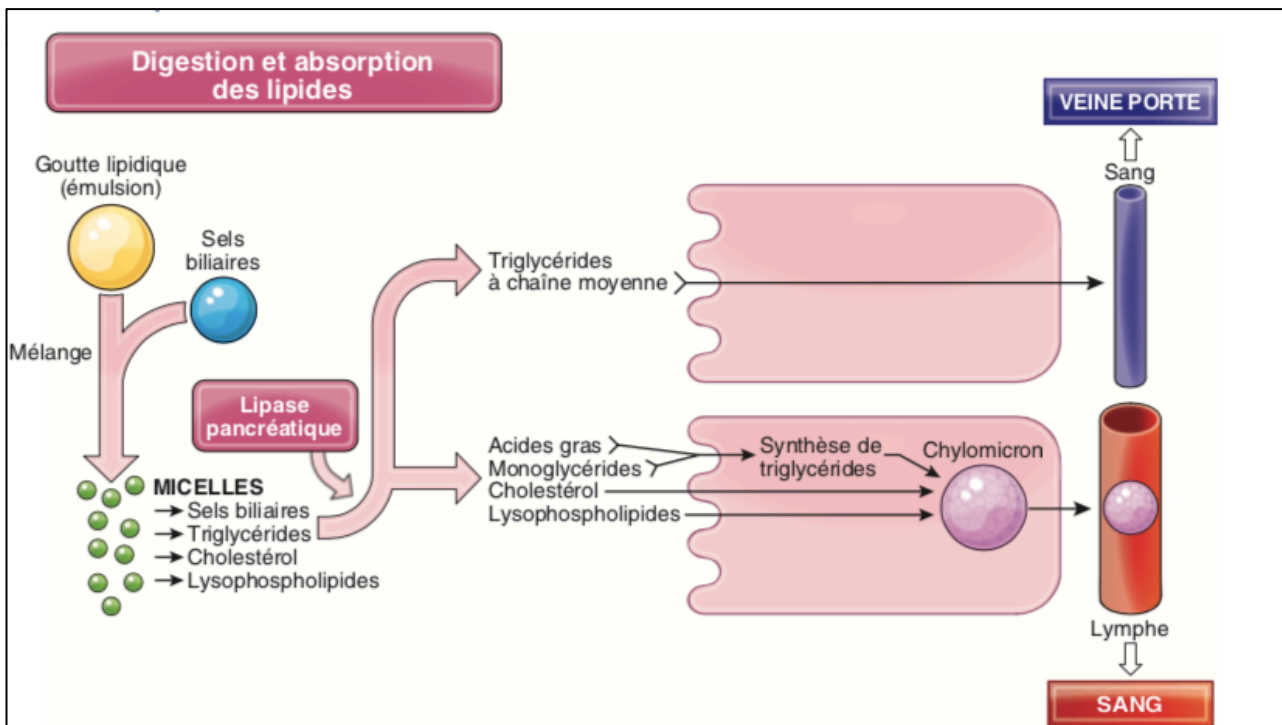 Digestion et absorption
des lipides
VEINE PORTE
Sang
Goutte lipidique
(émulsion)
Sels
biliaires
Mélange
Triglycérides
à chaîne moyenne
Lipase
pancréatique
MICELLES
Sels biliaires
Triglycérides
Cholestérol
Lysophospholipides
Acides gras
Monoglycérides
Cholestérol
Lysophospholipides
Synthèse de
triglycérides
Chylomicron
Lymphe
SANG